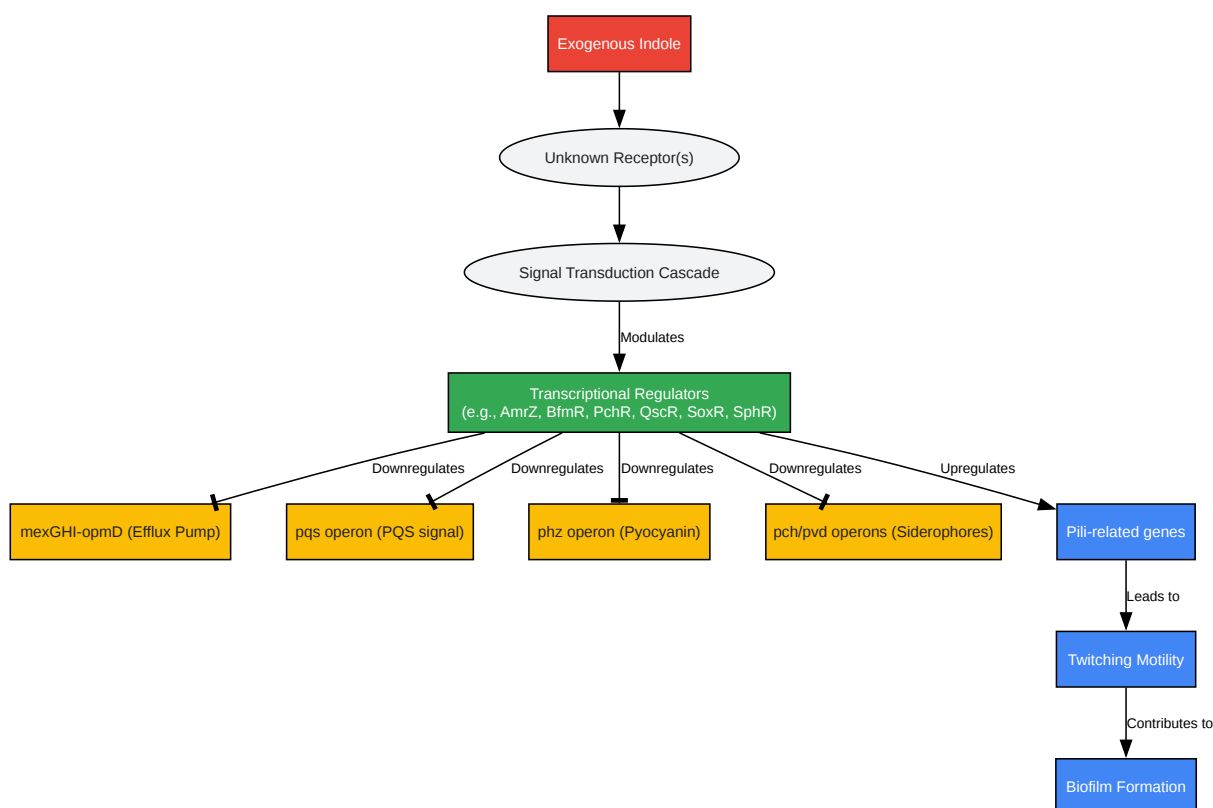 Exogenous Indole
Unknown Receptor(s)
Signal Transduction Cascade
Modulates
Transcriptional Regulators
(e.g., AmrZ, BfmR, PchR, QscR, SoxR, SphR)
Downregulates
Downregulates
Downregulates
Downregulates
Upregulates
mexGHI-opmD (Efflux Pump)
pqs operon (PQS signal)
phz operon (Pyocyanin)
pch/pvd operons (Siderophores)
Pili-related genes
Leads to
Twitching Motility
Contributes to
Biofilm Formation